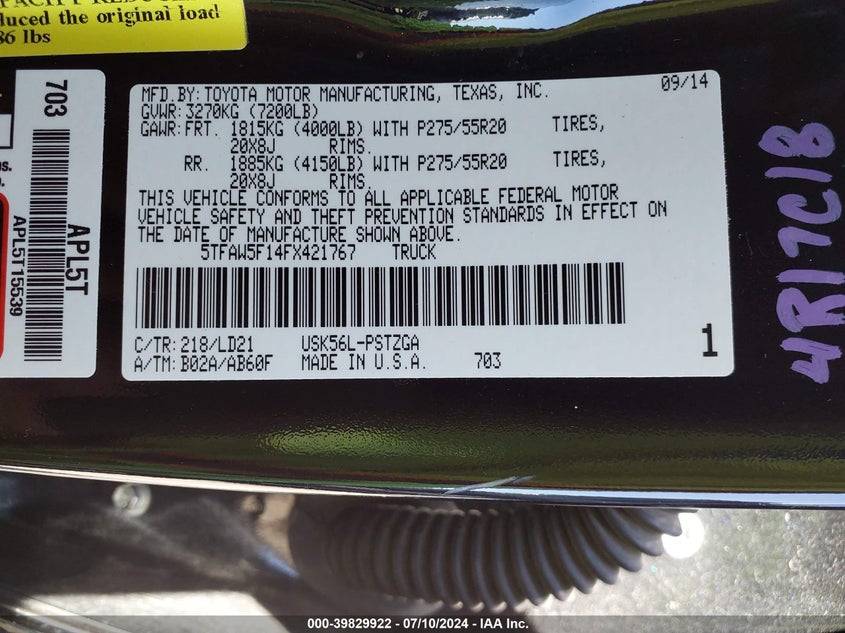 duced the original load
86 lbs
703
APL5T
APL5T15539
MFD.BY:TOYOTA MOTOR MANUFACTURING, TEXAS, INC. 09/14
GVWR:3270KG (7200LB)
GAWR:FRT. 1815KG (4000LB) WITH P275/55R20 TIRES,
20X8J RIMS.
RR. 1885KG (4150LB) WITH P275/55R20 TIRES,
20X8J RIMS.
THIS VEHICLE CONFORMS TO ALL APPLICABLE FEDERAL MOTOR
VEHICLE SAFETY AND THEFT PREVENTION STANDARDS IN EFFECT ON
THE DATE OF MANUFACTURE SHOWN ABOVE.
5TFAW5F14FX421767 TRUCK
C/TR:218/LD21 USK56L-PSTZGA
A/TM:B02A/AB60F MADE IN U.S.A. 703
1
4R17C18
000-39829922 - 07/10/2024 - IAA Inc.